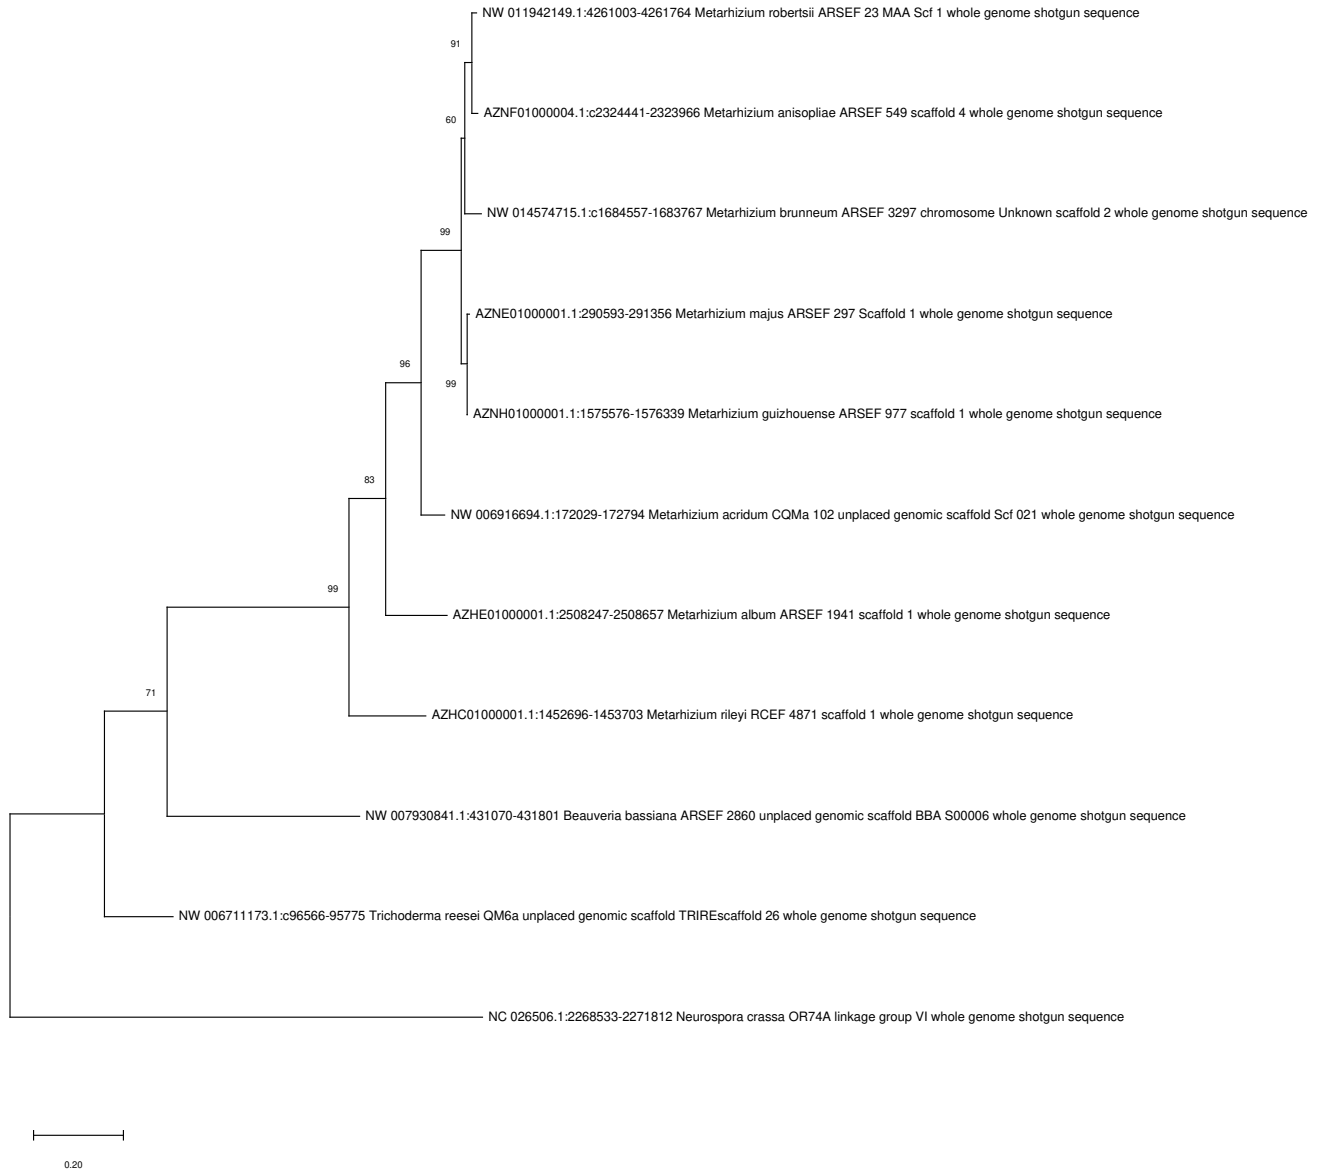 NW 011942149.1:4261003-4261764 Metarhizium robertsii ARSEF 23 MAA Scf 1 whole genome shotgun sequence
91
AZNF01000004.1:c2324441-2323966 Metarhizium anisopliae ARSEF 549 scaffold 4 whole genome shotgun sequence
60
NW 014574715.1:c1684557-1683767 Metarhizium brunneum ARSEF 3297 chromosome Unknown scaffold 2 whole genome shotgun sequence
99
AZNE01000001.1:290593-291356 Metarhizium majus ARSEF 297 Scaffold 1 whole genome shotgun sequence
96
99
AZNH01000001.1:1575576-1576339 Metarhizium guizhouense ARSEF 977 scaffold 1 whole genome shotgun sequence
83
NW 006916694.1:172029-172794 Metarhizium acridum CQMa 102 unplaced genomic scaffold Scf 021 whole genome shotgun sequence
99
AZHE01000001.1:2508247-2508657 Metarhizium album ARSEF 1941 scaffold 1 whole genome shotgun sequence
71
AZHC01000001.1:1452696-1453703 Metarhizium rileyi RCEF 4871 scaffold 1 whole genome shotgun sequence
NW 007930841.1:431070-431801 Beauveria bassiana ARSEF 2860 unplaced genomic scaffold BBA S00006 whole genome shotgun sequence
NW 006711173.1:c96566-95775 Trichoderma reesei QM6a unplaced genomic scaffold TRIREscaffold 26 whole genome shotgun sequence
NC 026506.1:2268533-2271812 Neurospora crassa OR74A linkage group VI whole genome shotgun sequence
0.20